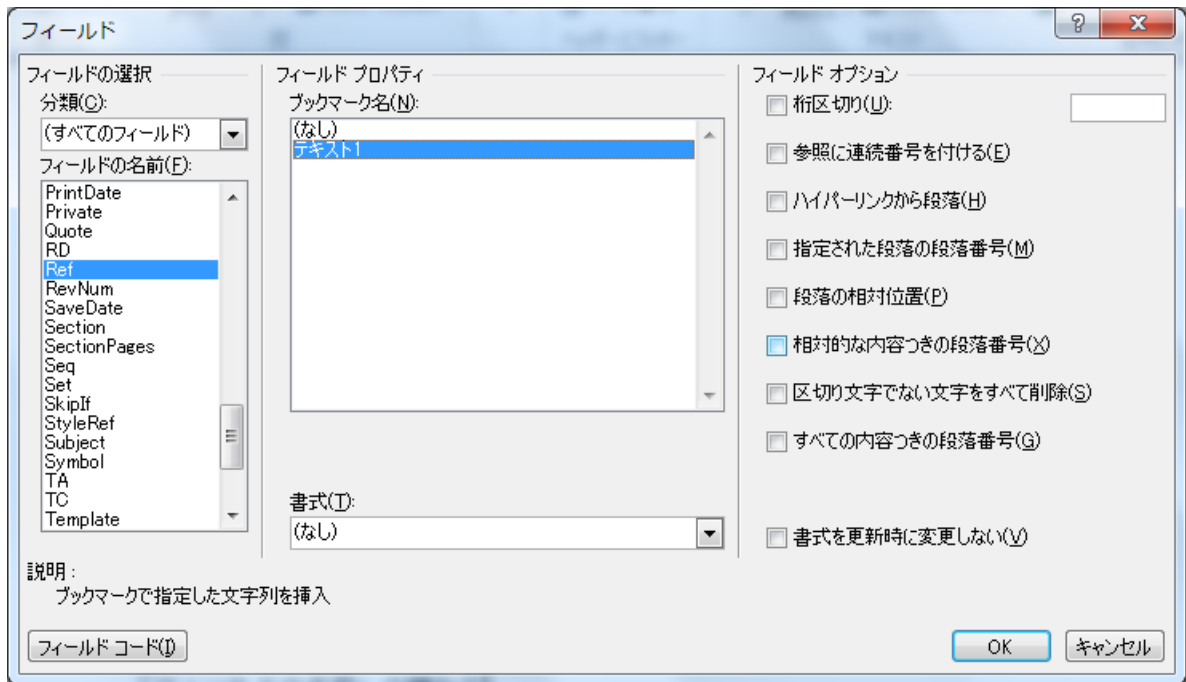 フィールド
フィールドの選択
分類(C):
(すべてのフィールド)
フィールドの名前(F):
PrintDate
Private
Quote
RD
Ref
RevNum
SaveDate
Section
SectionPages
Seq
Set
SkipIf
StyleRef
Subject
Symbol
TA
TC
Template
フィールド プロパティ
ブックマーク名(N):
(なし)
テキスト1
書式(T):
(なし)
フィールド オプション
桁区切り(U):
参照に連続番号を付ける(E)
ハイパーリンクから段落(H)
指定された段落の段落番号(M)
段落の相対位置(P)
相対的な内容つきの段落番号(X)
区切り文字でない文字をすべて削除(S)
すべての内容つきの段落番号(G)
書式を更新時に変更しない(V)
説明:
ブックマークで指定した文字列を挿入
フィールド コード(I)
OK
キャンセル